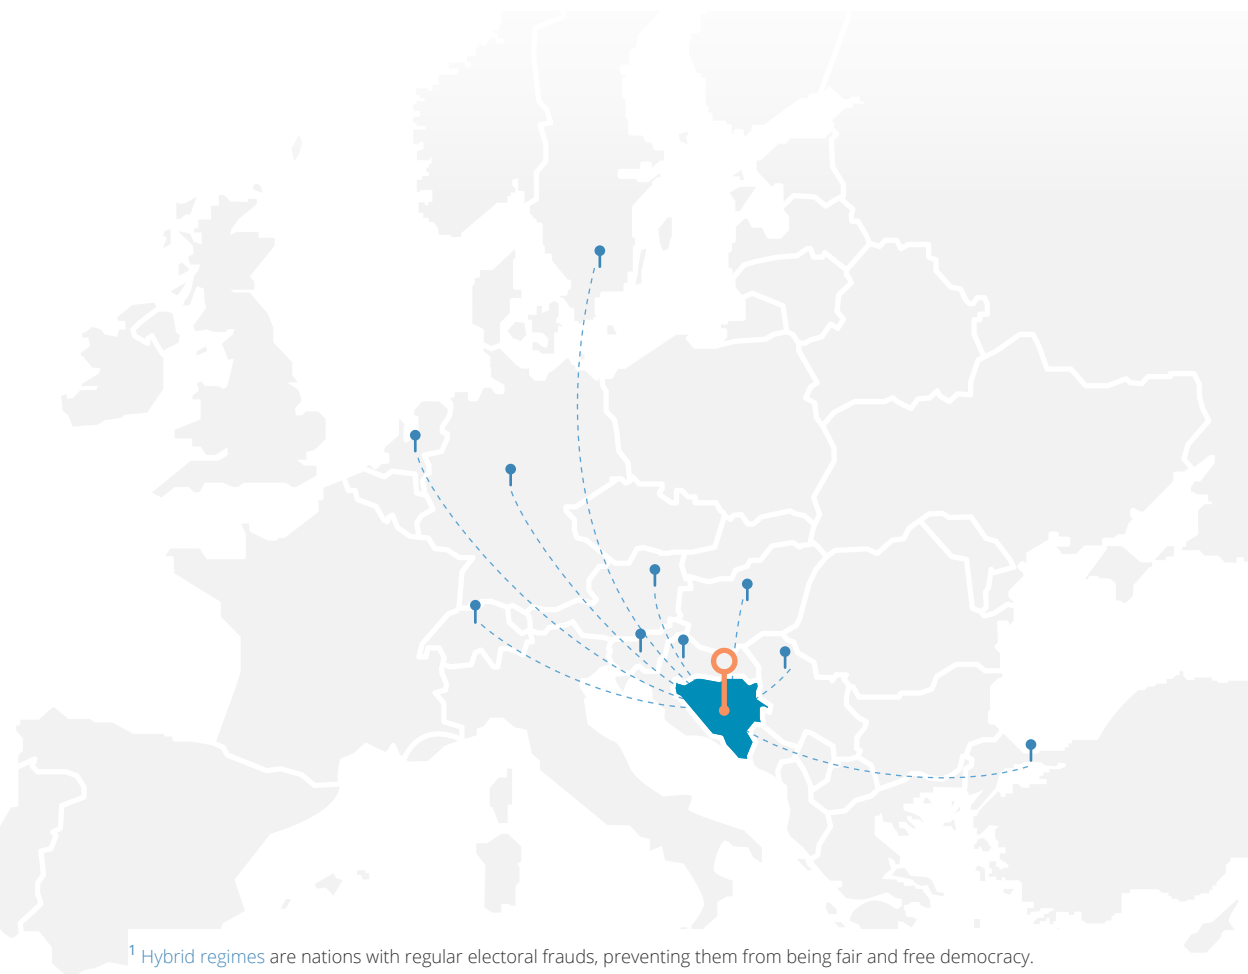 ¹ Hybrid regimes are nations with regular electoral frauds, preventing them from being fair and free democracy.